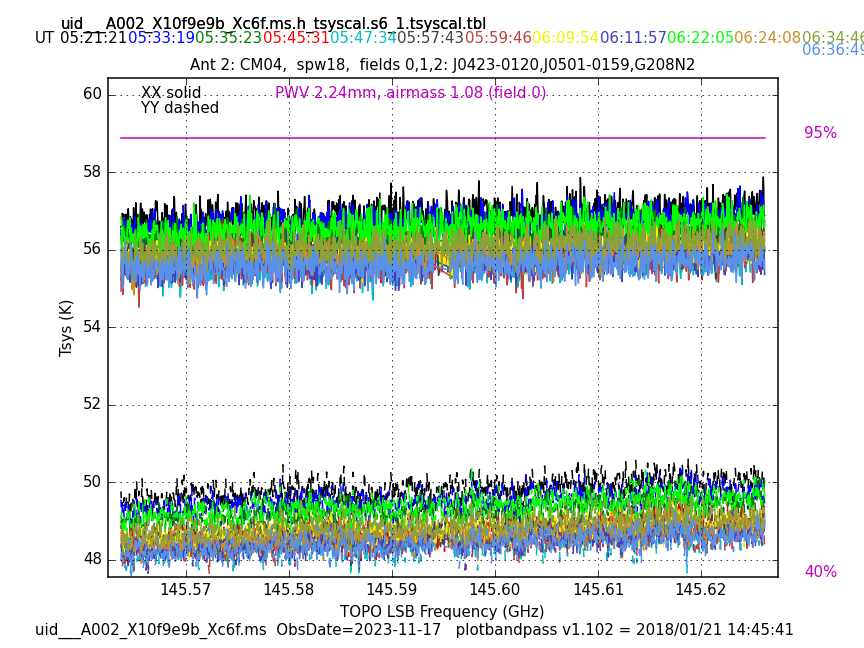 uid___A002_X10f9e9b_Xc6f.ms.h_tsyscal.s6_1.tsyscal.tbl
UT 05:21:21 05:33:19 05:35:23 05:45:31 05:47:34 05:57:43 05:59:46 06:09:54 06:11:57 06:22:05 06:24:08 06:34:46
06:36:49
Ant 2: CM04, spw18, fields 0,1,2: J0423-0120,J0501-0159,G208N2
XX solid
PWV 2.24mm, airmass 1.08 (field 0)
YY dashed
95%
60
58
56
54
52
50
48
Tsys (K)
40%
145.57 145.58 145.59 145.60 145.61 145.62
TOPO LSB Frequency (GHz)
uid___A002_X10f9e9b_Xc6f.ms ObsDate=2023-11-17 plotbandpass v1.102 = 2018/01/21 14:45:41